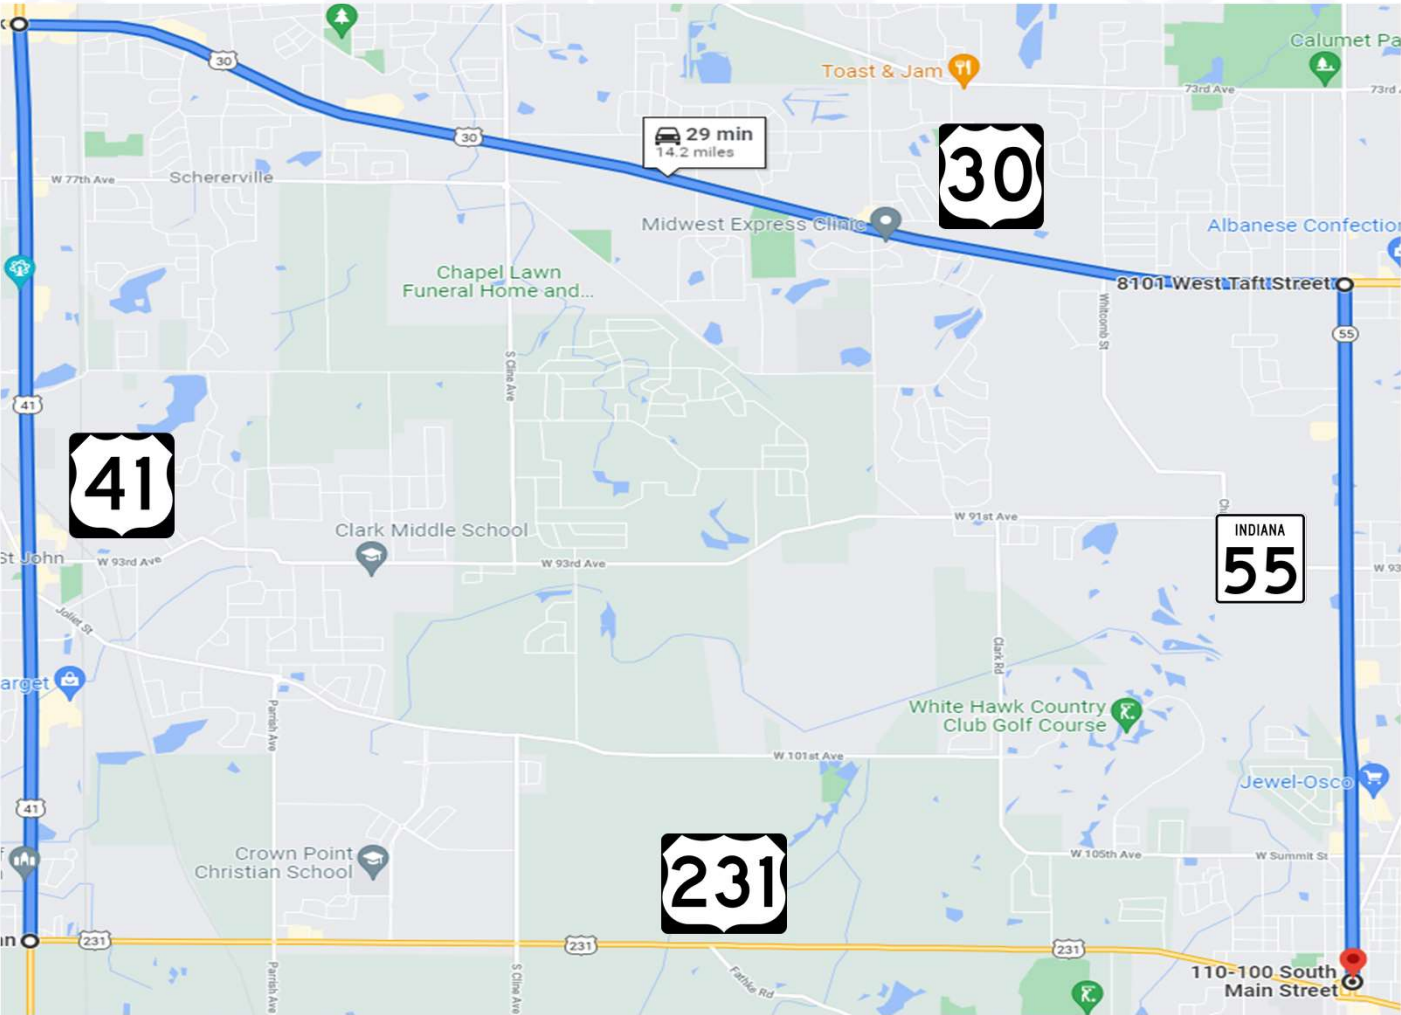 30
Toast & Jam
Calumet Pa
73rd Ave
73rd
29 min
14.2 miles
30
30
W 77th Ave
Schererville
Midwest Express Clinic
Albanese Confection
Chapel Lawn
Funeral Home and...
8101 West Taft Street
55
Whitcomb St
S Cline Ave
41
41
Clark Middle School
W 91st Ave
INDIANA
55
St John
W 93rd Ave
W 93rd Ave
W 93
Joliet St
Clark Rd
arget
Parrish Ave
White Hawk Country
Club Golf Course
W 101st Ave
Jewel-Osco
41
Crown Point
Christian School
231
W 105th Ave
W Summit St
231
231
231
110-100 South
Main Street
Parrish Ave
S Cline Ave
Fathke Rd